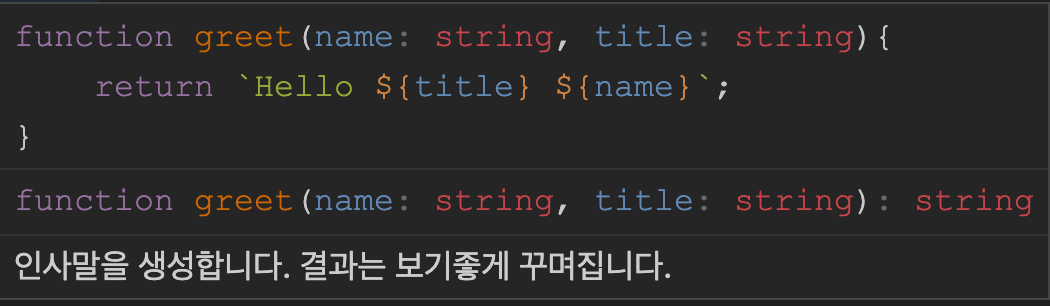 function greet(name: string, title: string){
    return `Hello ${title} ${name}`;
}
function greet(name: string, title: string): string
인사말을 생성합니다. 결과는 보기좋게 꾸며집니다.